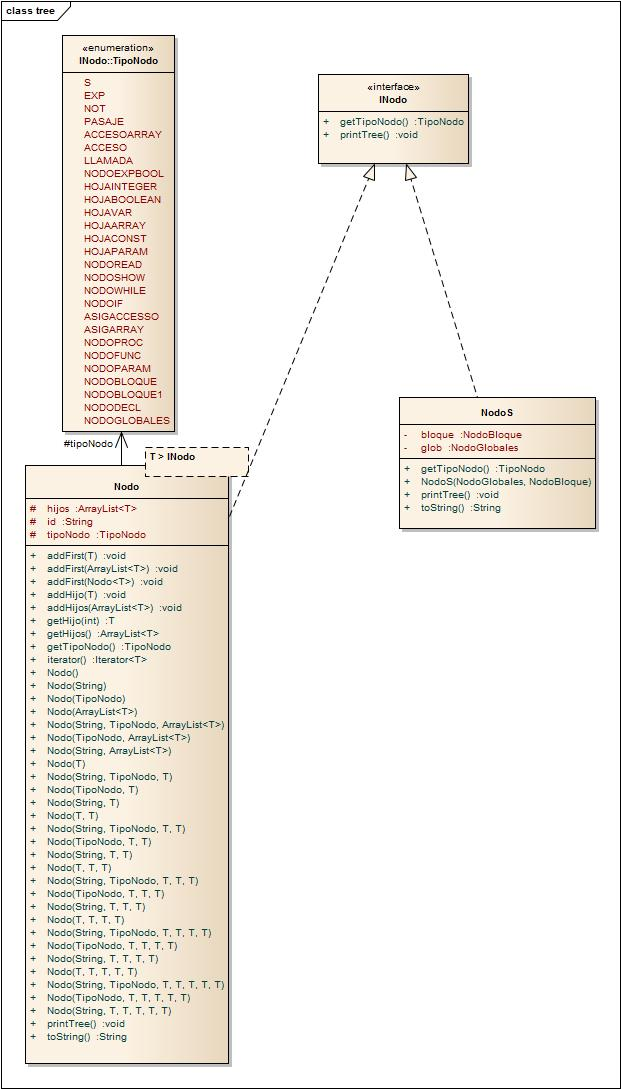 class tree
«enumeration»
INodo::TipoNodo
S
EXP
NOT
PASAJE
ACCESOARRAY
ACCESO
LLAMADA
NODOEXPBOOL
HOJAINTEGER
HOJABOOLEAN
HOJAVAR
HOJAARRAY
HOJACONST
HOJAPARAM
NODOREAD
NODOSHOW
NODOWHILE
NODOIF
ASIGACCESSO
ASIGARRAY
NODOPROC
NODOFUNC
NODOPARAM
NODOBLOQUE
NODOBLOQUE1
NODODECL
NODOGLOBALES
«interface»
INodo
+ getTipoNodo() :TipoNodo
+ printTree() :void
NodoS
- bloque :NodoBloque
- glob :NodoGlobales
+ getTipoNodo() :TipoNodo
+ NodoS(NodoGlobales, NodoBloque)
+ printTree() :void
+ toString() :String
#tipoNodo
T > INodo
Nodo
# hijos :ArrayList<T>
# id :String
# tipoNodo :TipoNodo
+ addFirst(T) :void
+ addFirst(ArrayList<T>) :void
+ addFirst(Nodo<T>) :void
+ addHijo(T) :void
+ addHijos(ArrayList<T>) :void
+ getHijo(int) :T
+ getHijos() :ArrayList<T>
+ getTipoNodo() :TipoNodo
+ iterator() :Iterator<T>
+ Nodo()
+ Nodo(String)
+ Nodo(TipoNodo)
+ Nodo(ArrayList<T>)
+ Nodo(String, TipoNodo, ArrayList<T>)
+ Nodo(TipoNodo, ArrayList<T>)
+ Nodo(String, ArrayList<T>)
+ Nodo(T)
+ Nodo(String, TipoNodo, T)
+ Nodo(TipoNodo, T)
+ Nodo(String, T)
+ Nodo(T, T)
+ Nodo(String, TipoNodo, T, T)
+ Nodo(TipoNodo, T, T)
+ Nodo(String, T, T)
+ Nodo(T, T, T)
+ Nodo(String, TipoNodo, T, T, T)
+ Nodo(TipoNodo, T, T, T)
+ Nodo(String, T, T, T)
+ Nodo(T, T, T, T)
+ Nodo(String, TipoNodo, T, T, T, T)
+ Nodo(TipoNodo, T, T, T, T)
+ Nodo(String, T, T, T, T)
+ Nodo(T, T, T, T, T)
+ Nodo(String, TipoNodo, T, T, T, T, T)
+ Nodo(TipoNodo, T, T, T, T, T)
+ Nodo(String, T, T, T, T, T)
+ printTree() :void
+ toString() :String